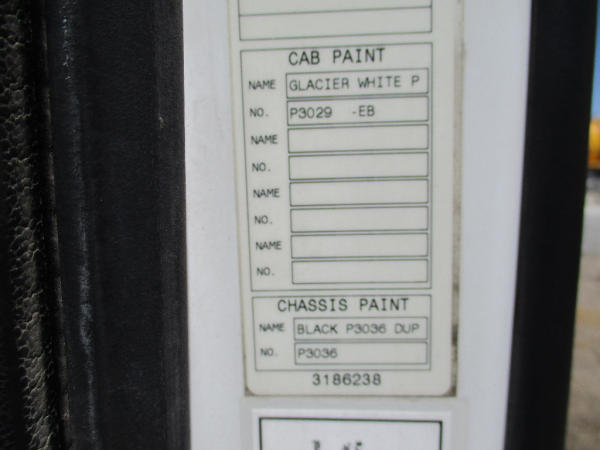 CAB PAINT
NAME GLACIER WHITE P
NO. P3029 -EB
NAME
NO.
NAME
NO.
NAME
NO.
CHASSIS PAINT
NAME BLACK P3036 DUP
NO. P3036
3186238